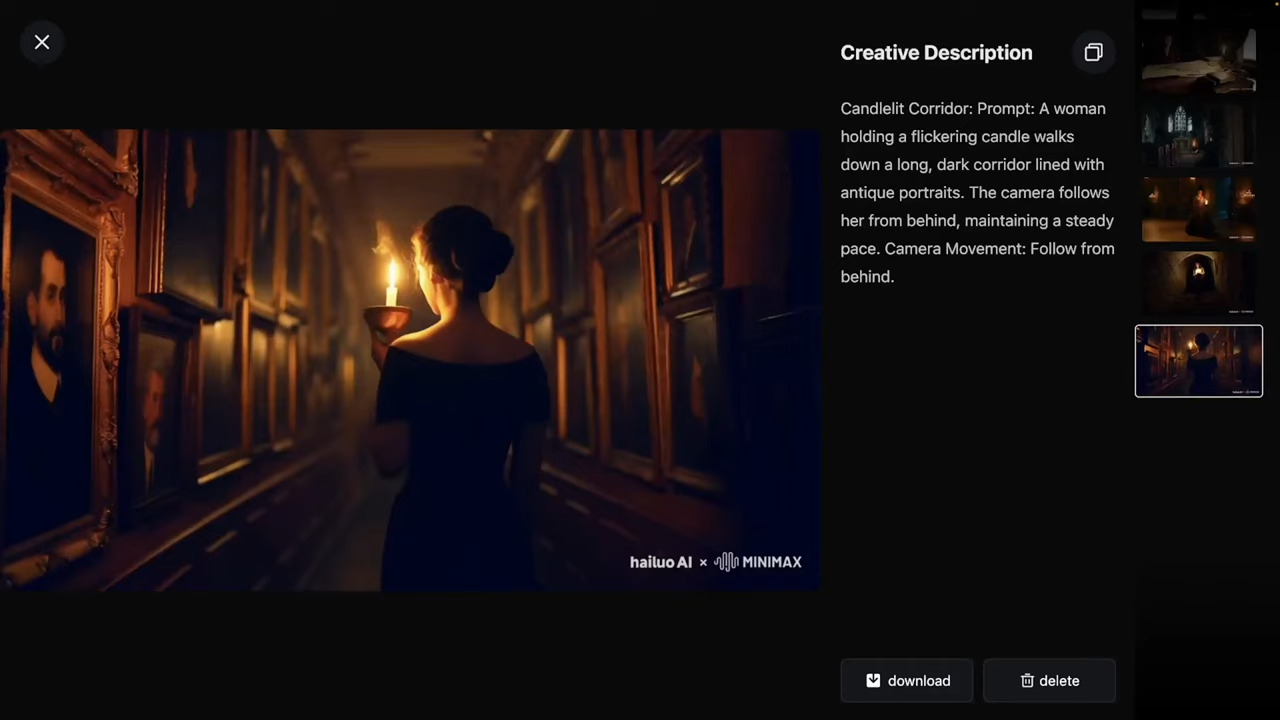 Creative Description
Candlelit Corridor: Prompt: A woman
holding a flickering candle walks
down a long, dark corridor lined with
antique portraits. The camera follows
her from behind, maintaining a steady
pace. Camera Movement: Follow from
behind.
hailuo AI × MINIMAX
download
delete